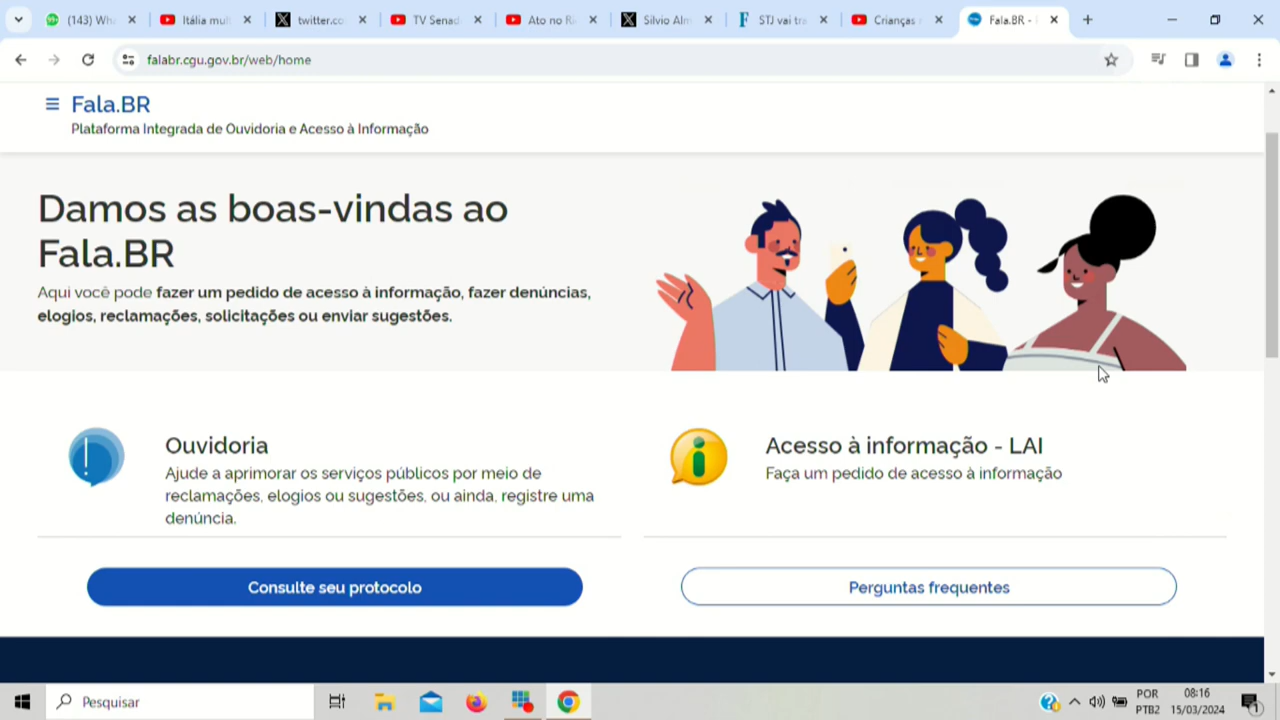 (143) Wh
Itália mul
twitter.co
TV Senad
Ato no Ri
Silvio Alm
STJ vai tra
Crianças
Fala.BR -
falabr.cgu.gov.br/web/home
Fala.BR
Plataforma Integrada de Ouvidoria e Acesso à Informação
Damos as boas-vindas ao
Fala.BR
Aqui você pode fazer um pedido de acesso à informação, fazer denúncias,
elogios, reclamações, solicitações ou enviar sugestões.
Ouvidoria
Ajude a aprimorar os serviços públicos por meio de
reclamações, elogios ou sugestões, ou ainda, registre uma
denúncia.
Acesso à informação - LAI
Faça um pedido de acesso à informação
Consulte seu protocolo
Perguntas frequentes
Pesquisar
POR
PTB2
08:16
15/03/2024
1